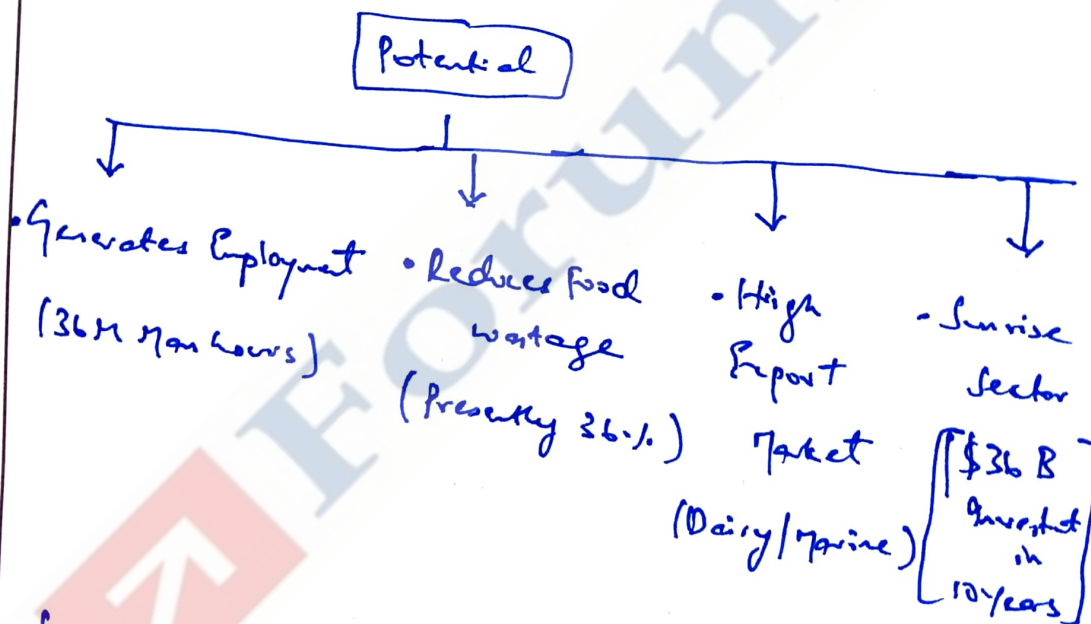 Potential
• Generates Employment
(36M Man hours)
• Reduces Food
wastage
(Presently 36%)
• High
Export
Market
(Dairy/Marine)
• Sunrise
Sector
[$36 B
Investment
in
10 years]
Forum